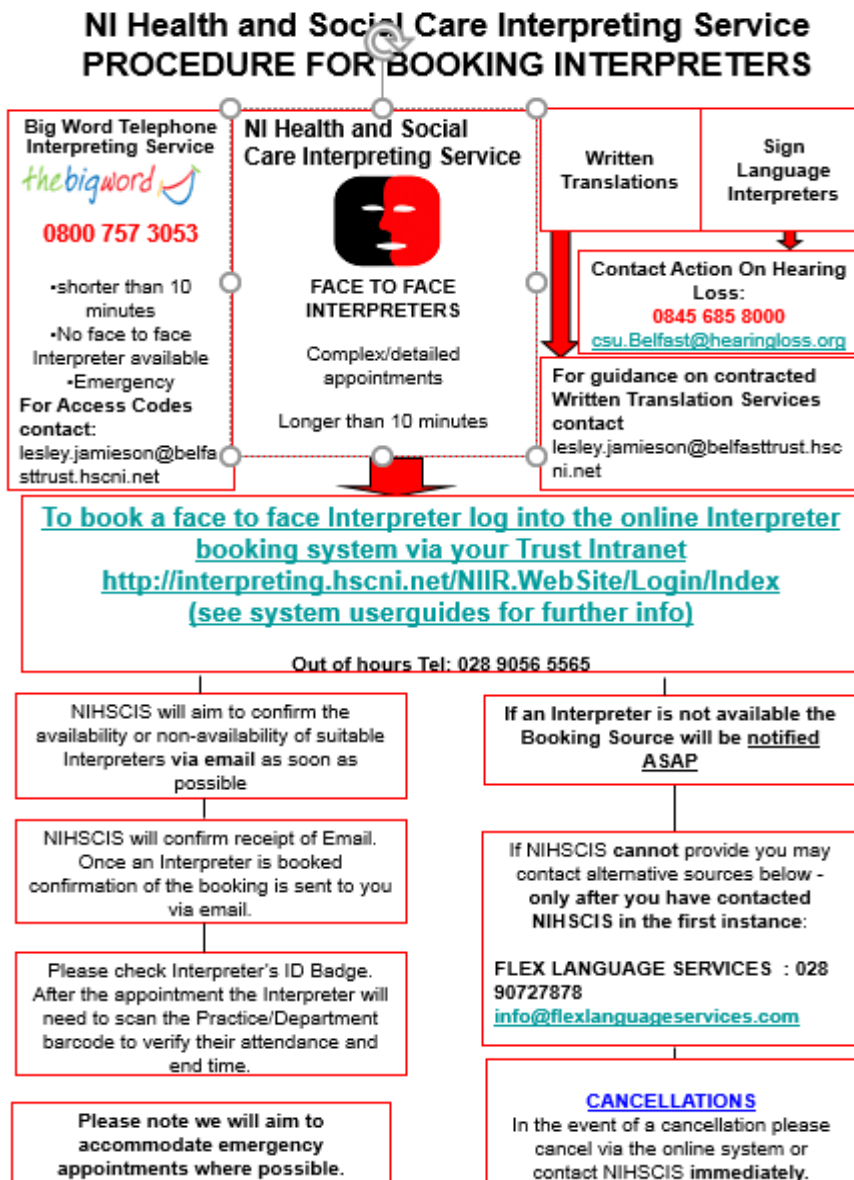 NI Health and Social Care Interpreting Service
PROCEDURE FOR BOOKING INTERPRETERS
Big Word Telephone
Interpreting Service
thebigword
0800 757 3053
•shorter than 10
minutes
•No face to face
Interpreter available
•Emergency
For Access Codes
contact:
lesley.jamieson@belfa
sttrust.hscni.net
NI Health and Social
Care Interpreting Service
FACE TO FACE
INTERPRETERS
Complex/detailed
appointments
Longer than 10 minutes
Written
Translations
Sign
Language
Interpreters
Contact Action On Hearing
Loss:
0845 685 8000
csu.Belfast@hearingloss.org
For guidance on contracted
Written Translation Services
contact
lesley.jamieson@belfasttrust.hsc
ni.net
To book a face to face Interpreter log into the online Interpreter
booking system via your Trust Intranet
http://interpreting.hscni.net/NIIR.WebSite/Login/Index
(see system userguides for further info)
Out of hours Tel: 028 9056 5565
NIHSCIS will aim to confirm the
availability or non-availability of suitable
Interpreters via email as soon as
possible
NIHSCIS will confirm receipt of Email.
Once an Interpreter is booked
confirmation of the booking is sent to you
via email.
Please check Interpreter's ID Badge.
After the appointment the Interpreter will
need to scan the Practice/Department
barcode to verify their attendance and
end time.
Please note we will aim to
accommodate emergency
appointments where possible.
If an Interpreter is not available the
Booking Source will be notified
ASAP
If NIHSCIS cannot provide you may
contact alternative sources below -
only after you have contacted
NIHSCIS in the first instance:
FLEX LANGUAGE SERVICES : 028
90727878
info@flexlanguageservices.com
CANCELLATIONS
In the event of a cancellation please
cancel via the online system or
contact NIHSCIS immediately.